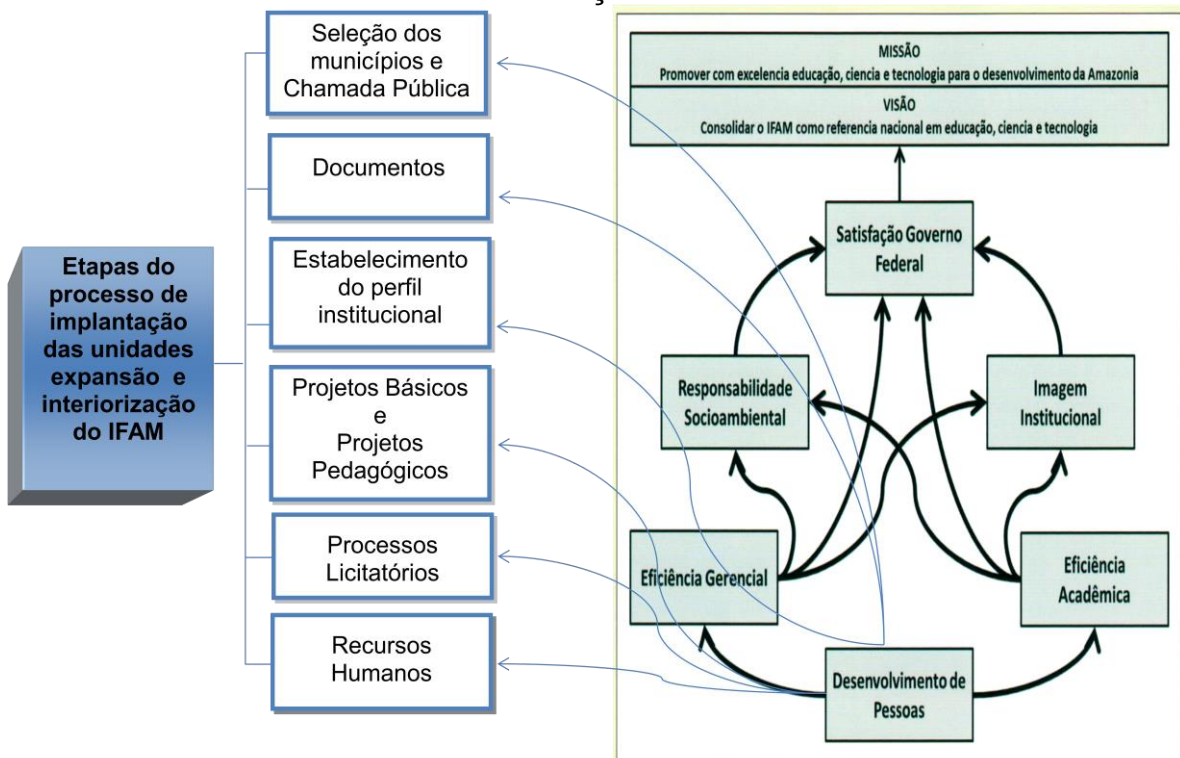 Seleção dos
municípios e
Chamada Pública
Documentos
Estabelecimento
do perfil
institucional
Projetos Básicos
e
Projetos
Pedagógicos
Processos
Licitatórios
Recursos
Humanos
Etapas do
processo de
implantação
das unidades
expansão e
interiorização
do IFAM
MISSÃO
Promover com excelencia educação, ciencia e tecnologia para o desenvolvimento da Amazonia
VISÃO
Consolidar o IFAM como referencia nacional em educação, ciencia e tecnologia
Satisfação Governo
Federal
Responsabilidade
Socioambiental
Imagem
Institucional
Eficiência Gerencial
Eficiência
Acadêmica
Desenvolvimento de
Pessoas